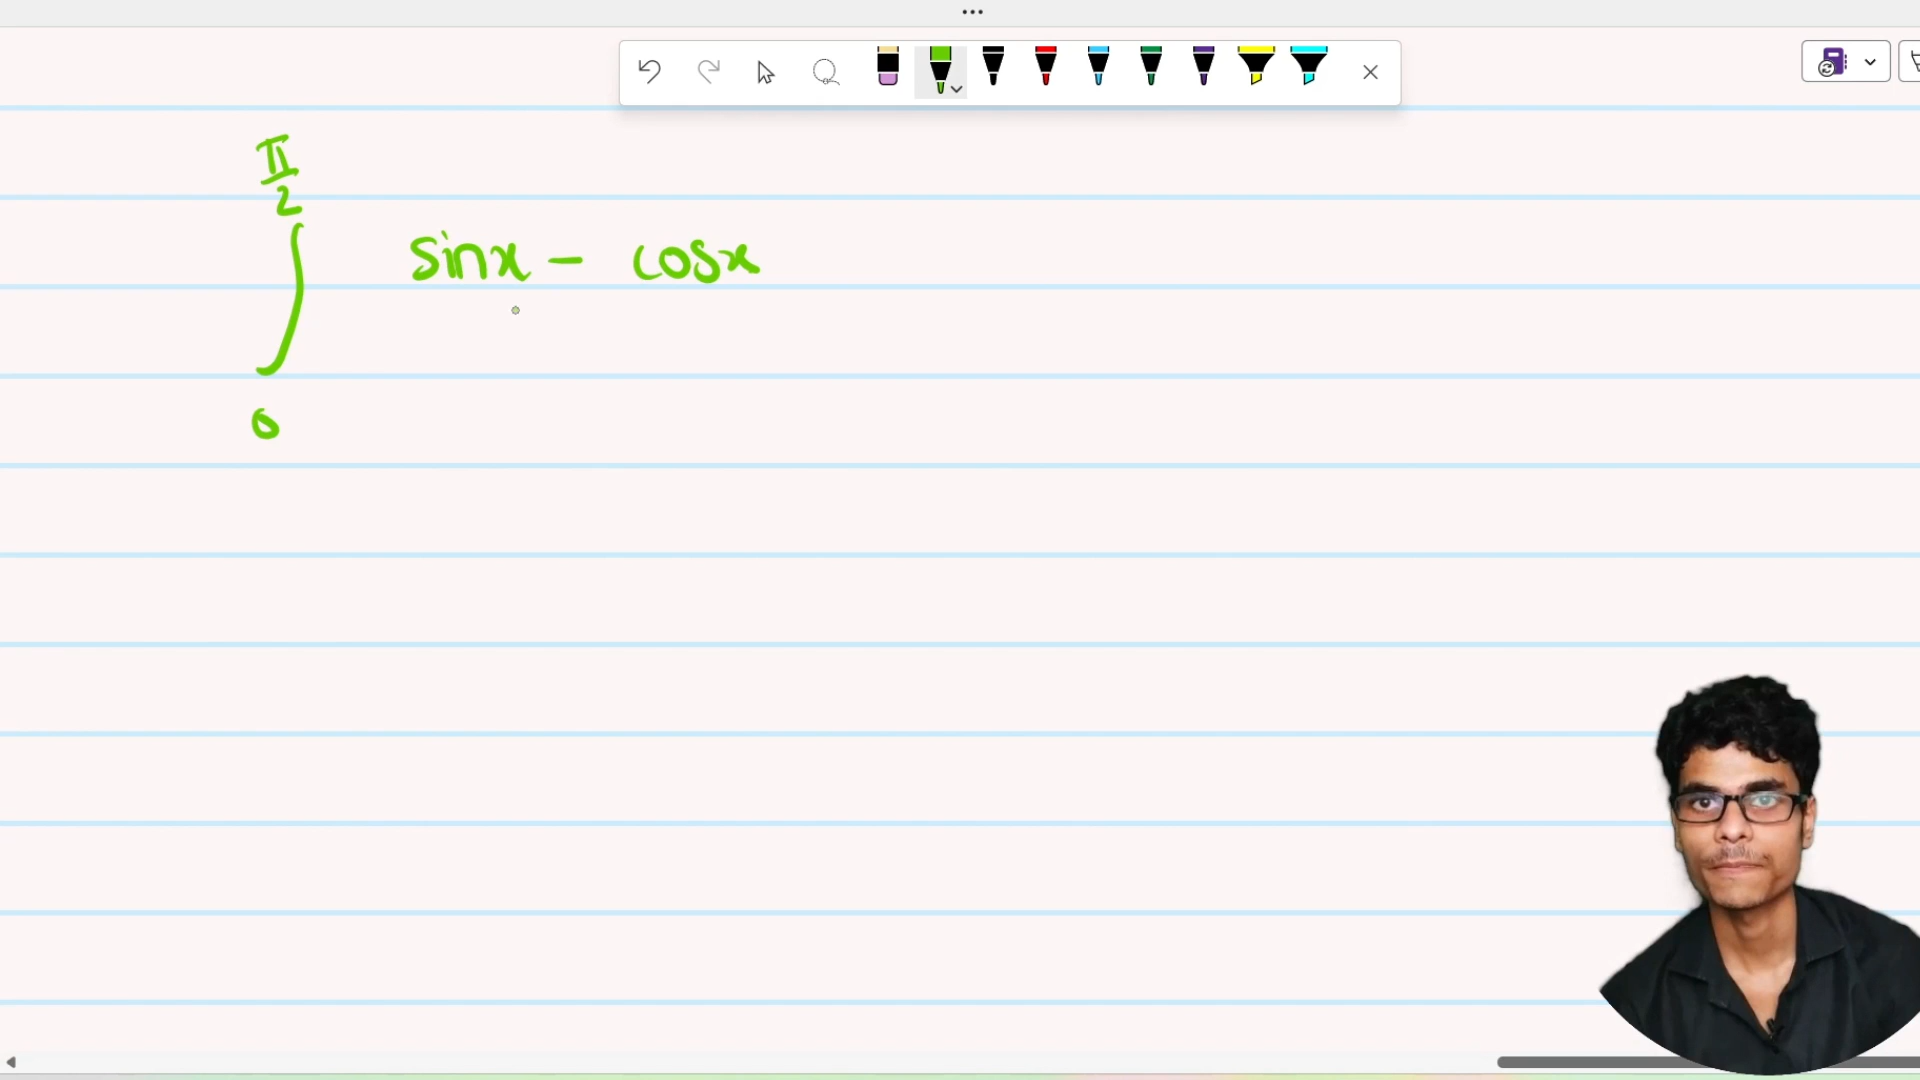 π/2
∫ sinx - cosx
0